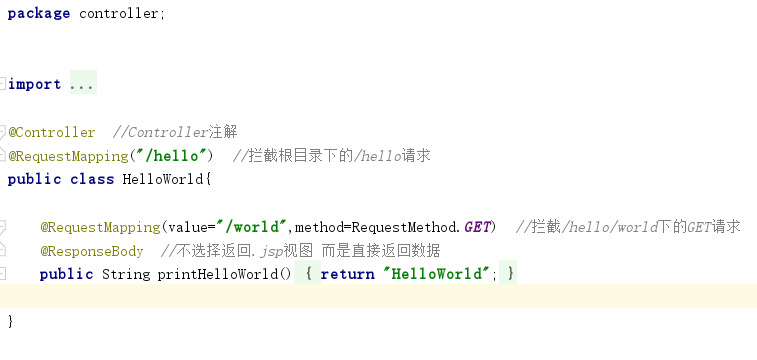 package controller;
import ...
@Controller //Controller注解
@RequestMapping("/hello") //拦截根目录下的/hello请求
public class HelloWorld{
@RequestMapping(value="/world",method=RequestMethod.GET) //拦截/hello/world下的GET请求
@ResponseBody //不选择返回.jsp视图 而是直接返回数据
public String printHelloWorld() { return "HelloWorld"; }
}